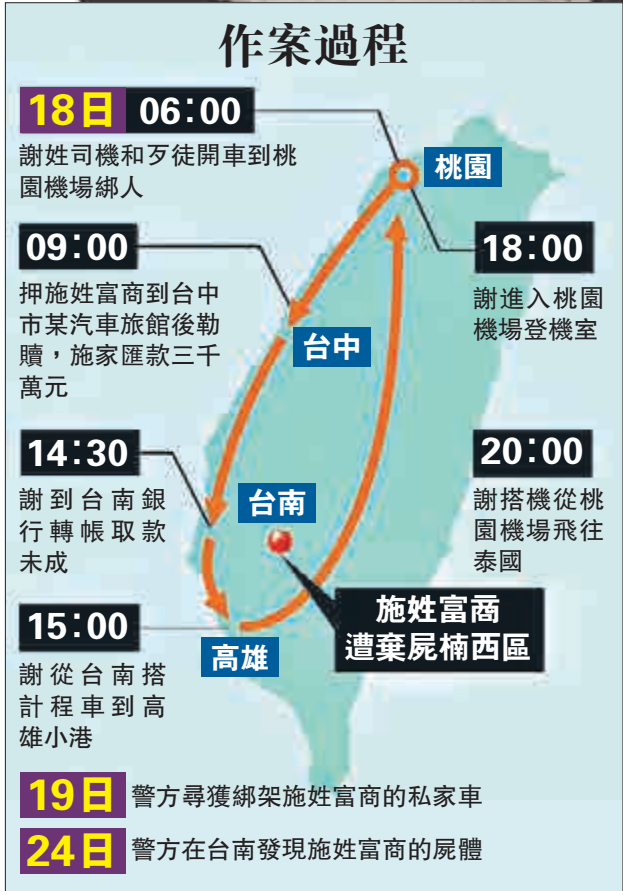 作案過程
18日 06:00
謝姓司機和歹徒開車到桃
園機場綁人
桃園
09:00
押施姓富商到台中
市某汽車旅館後勒
贖，施家匯款三千
萬元
18:00
謝進入桃園
機場登機室
台中
14:30
謝到台南銀
行轉帳取款
未成
台南
20:00
謝搭機從桃
園機場飛往
泰國
施姓富商
遭棄屍楠西區
15:00
謝從台南搭
計程車到高
雄小港
高雄
19日 警方尋獲綁架施姓富商的私家車
24日 警方在台南發現施姓富商的屍體